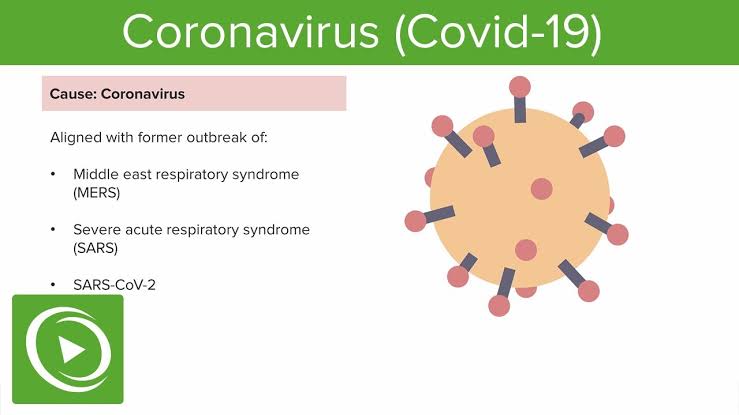 Coronavirus (Covid-19)
Cause: Coronavirus
Aligned with former outbreak of:
• Middle east respiratory syndrome
(MERS)
• Severe acute respiratory syndrome
(SARS)
• SARS-CoV-2